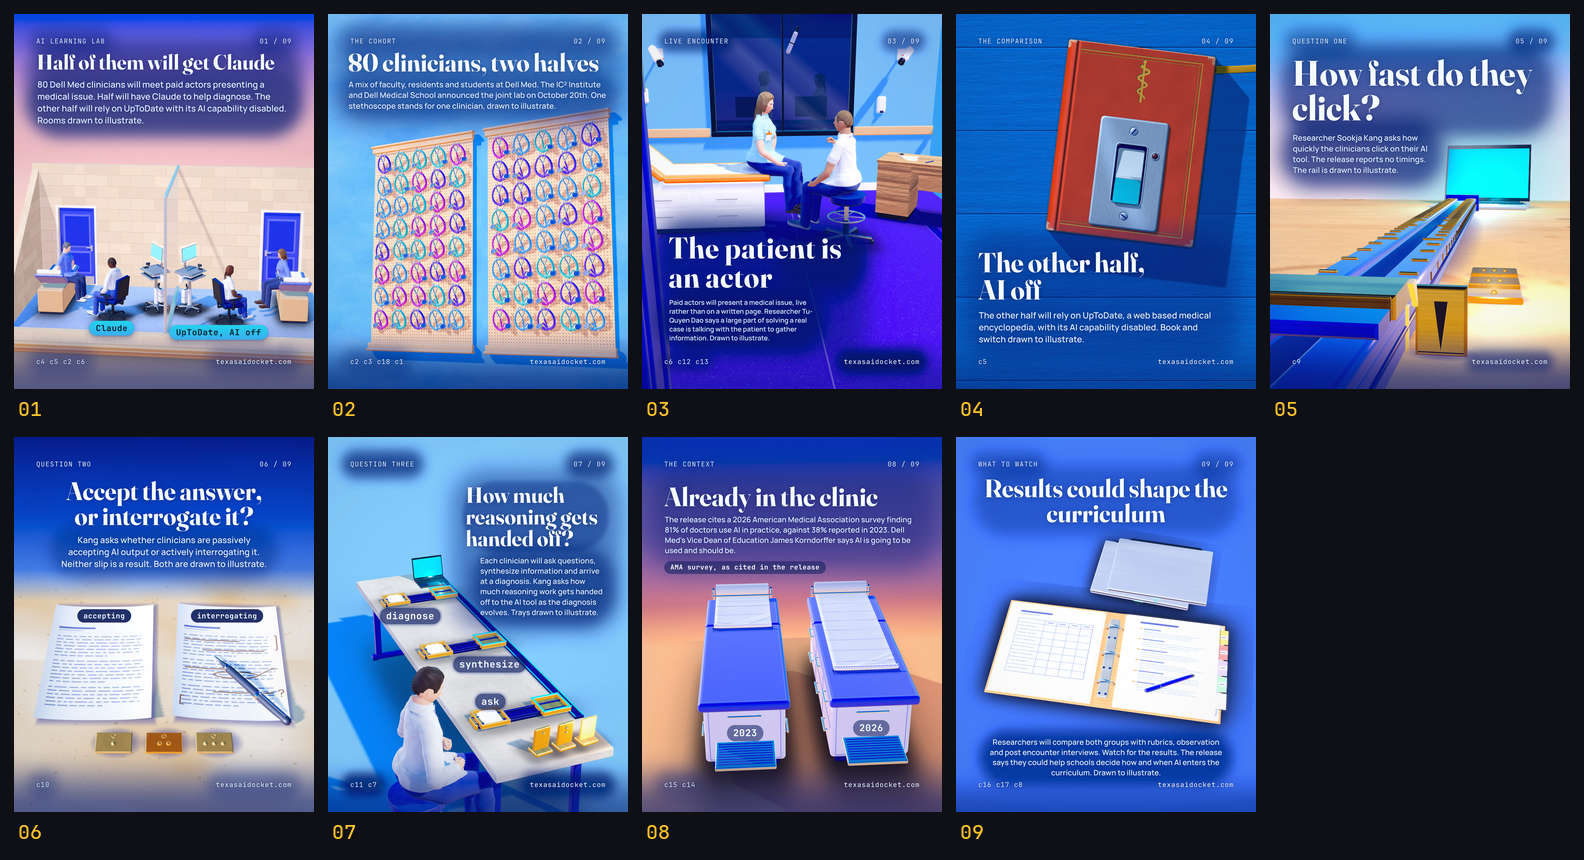 AI LEARNING LAB
01 / 09
Half of them will get Claude
80 Dell Med clinicians will meet paid actors presenting a
medical issue. Half will have Claude to help diagnose. The
other half will rely on UpToDate with its AI capability disabled.
Rooms drawn to illustrate.
Claude
UpToDate, AI off
c4 c5 c2 c6
texasaidocket.com
01
THE COHORT
02 / 09
80 clinicians, two halves
A mix of faculty, residents and students at Dell Med. The IC² Institute
and Dell Medical School announced the joint lab on October 20th. One
stethoscope stands for one clinician, drawn to illustrate.
c2 c3 c18 c1
texasaidocket.com
02
LIVE ENCOUNTER
03 / 09
The patient is
an actor
Paid actors will present a medical issue, live
rather than on a written page. Researcher Tu-
Quyen Dao says a large part of solving a real
case is talking with the patient to gather
information. Drawn to illustrate.
c6 c12 c13
texasaidocket.com
03
THE COMPARISON
04 / 09
The other half,
AI off
The other half will rely on UpToDate, a web based medical
encyclopedia, with its AI capability disabled. Book and
switch drawn to illustrate.
c5
texasaidocket.com
04
QUESTION ONE
05 / 09
How fast do they
click?
Researcher Sookja Kang asks how
quickly the clinicians click on their AI
tool. The release reports no timings.
The rail is drawn to illustrate.
c9
texasaidocket.com
05
QUESTION TWO
06 / 09
Accept the answer,
or interrogate it?
Kang asks whether clinicians are passively
accepting AI output or actively interrogating it.
Neither slip is a result. Both are drawn to illustrate.
accepting
interrogating
c10
texasaidocket.com
06
QUESTION THREE
07 / 09
How much
reasoning gets
handed off?
Each clinician will ask questions,
synthesize information and arrive
at a diagnosis. Kang asks how
much reasoning work gets handed
off to the AI tool as the diagnosis
evolves. Trays drawn to illustrate.
diagnose
synthesize
ask
c11 c7
texasaidocket.com
07
THE CONTEXT
08 / 09
Already in the clinic
The release cites a 2026 American Medical Association survey finding
81% of doctors use AI in practice, against 38% reported in 2023. Dell
Med's Vice Dean of Education James Korndorffer says AI is going to be
used and should be.
AMA survey, as cited in the release
2023
2026
c15 c14
texasaidocket.com
08
WHAT TO WATCH
09 / 09
Results could shape the
curriculum
Researchers will compare both groups with rubrics, observation
and post encounter interviews. Watch for the results. The release
says they could help schools decide how and when AI enters the
curriculum. Drawn to illustrate.
c16 c17 c8
texasaidocket.com
09